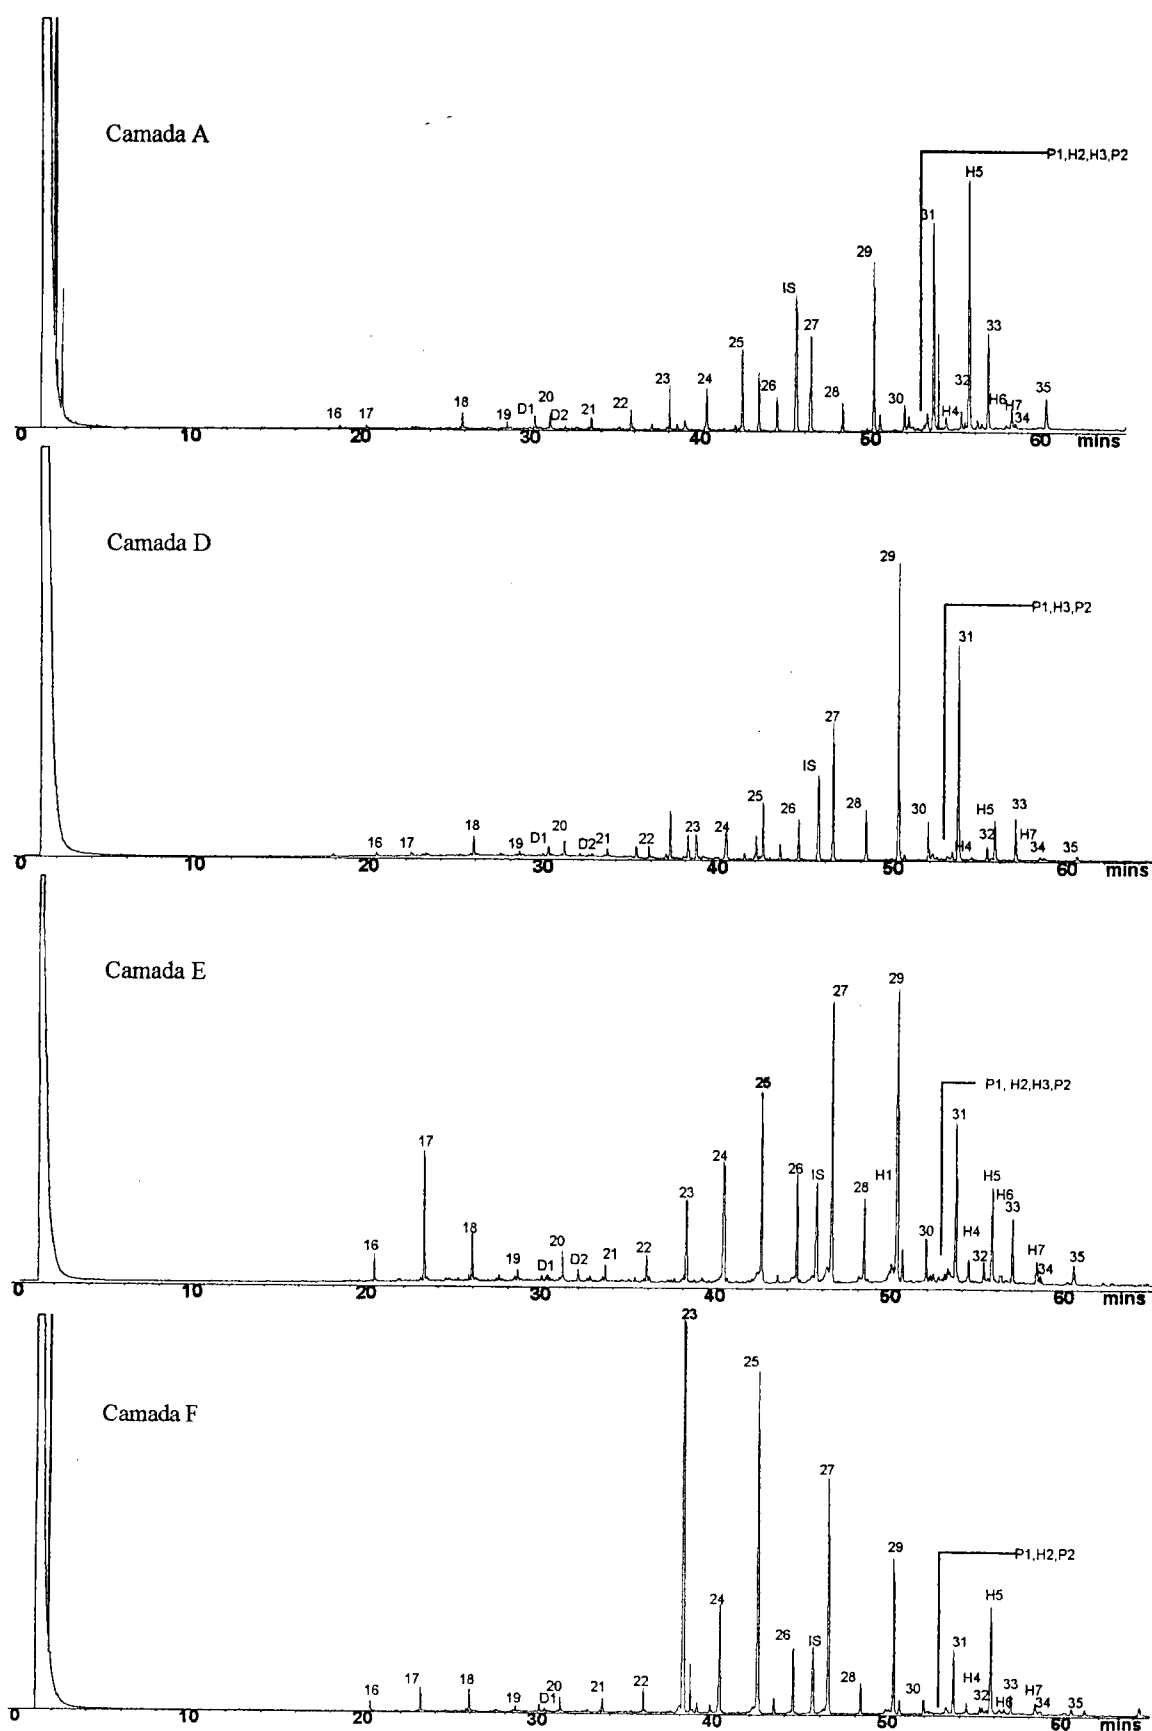 Camada A
P1,H2,H3,P2
H5
31
29
IS
33
27
25
32
23
24
26
35
22
28
30
H6
H7
20
D1
D2
21
18
19
16
17
H4
34
0
10
20
30
40
50
60
mins
Camada D
29
P1,H3,P2
31
27
IS
25
26
28
30
H5
33
18
D1
20
24
23
32
H7
16
17
19
D2
21
22
H4
34
35
0
10
20
30
40
50
60
mins
Camada E
27
29
25
P1, H2,H3,P2
31
17
24
26
IS
H1
H5
28
23
H6
33
18
H4
16
20
22
30
H7
19
D1
D2
21
32
34
35
0
10
20
30
40
50
60
mins
23
Camada F
25
27
29
P1,H2,P2
24
H5
26
IS
31
16
17
18
19
D1
20
21
22
28
30
H4
33
H7
32
H6
34
35
0
10
20
30
40
50
60
mins